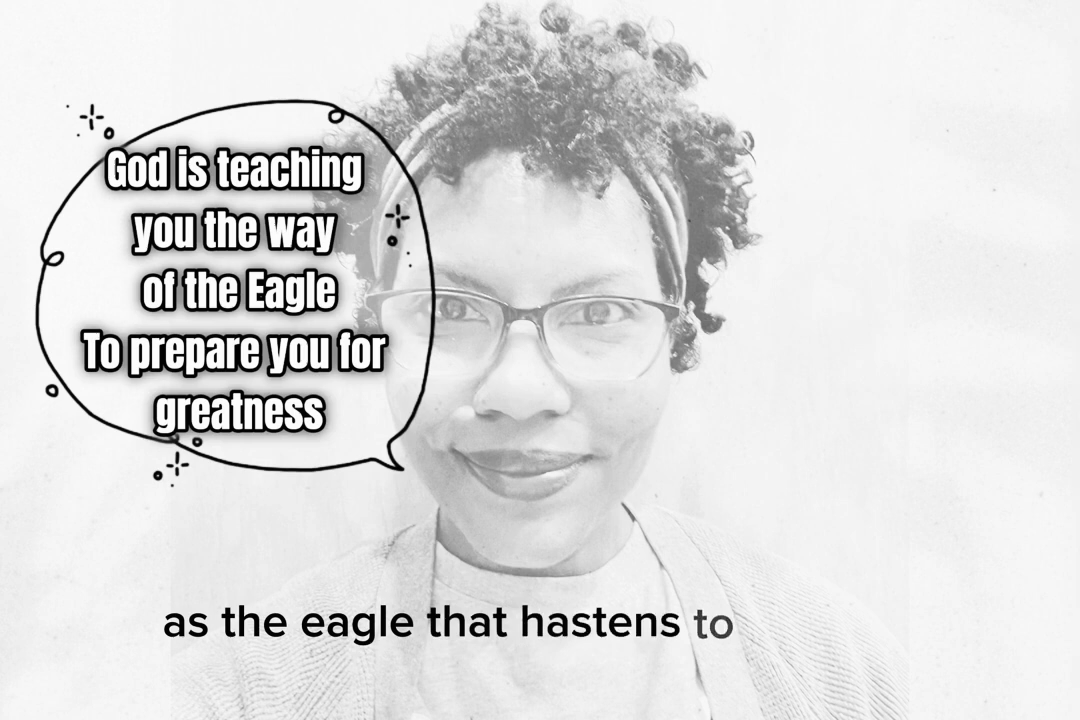 God is teaching
you the way
of the Eagle
To prepare you for
greatness
as the eagle that hastens to